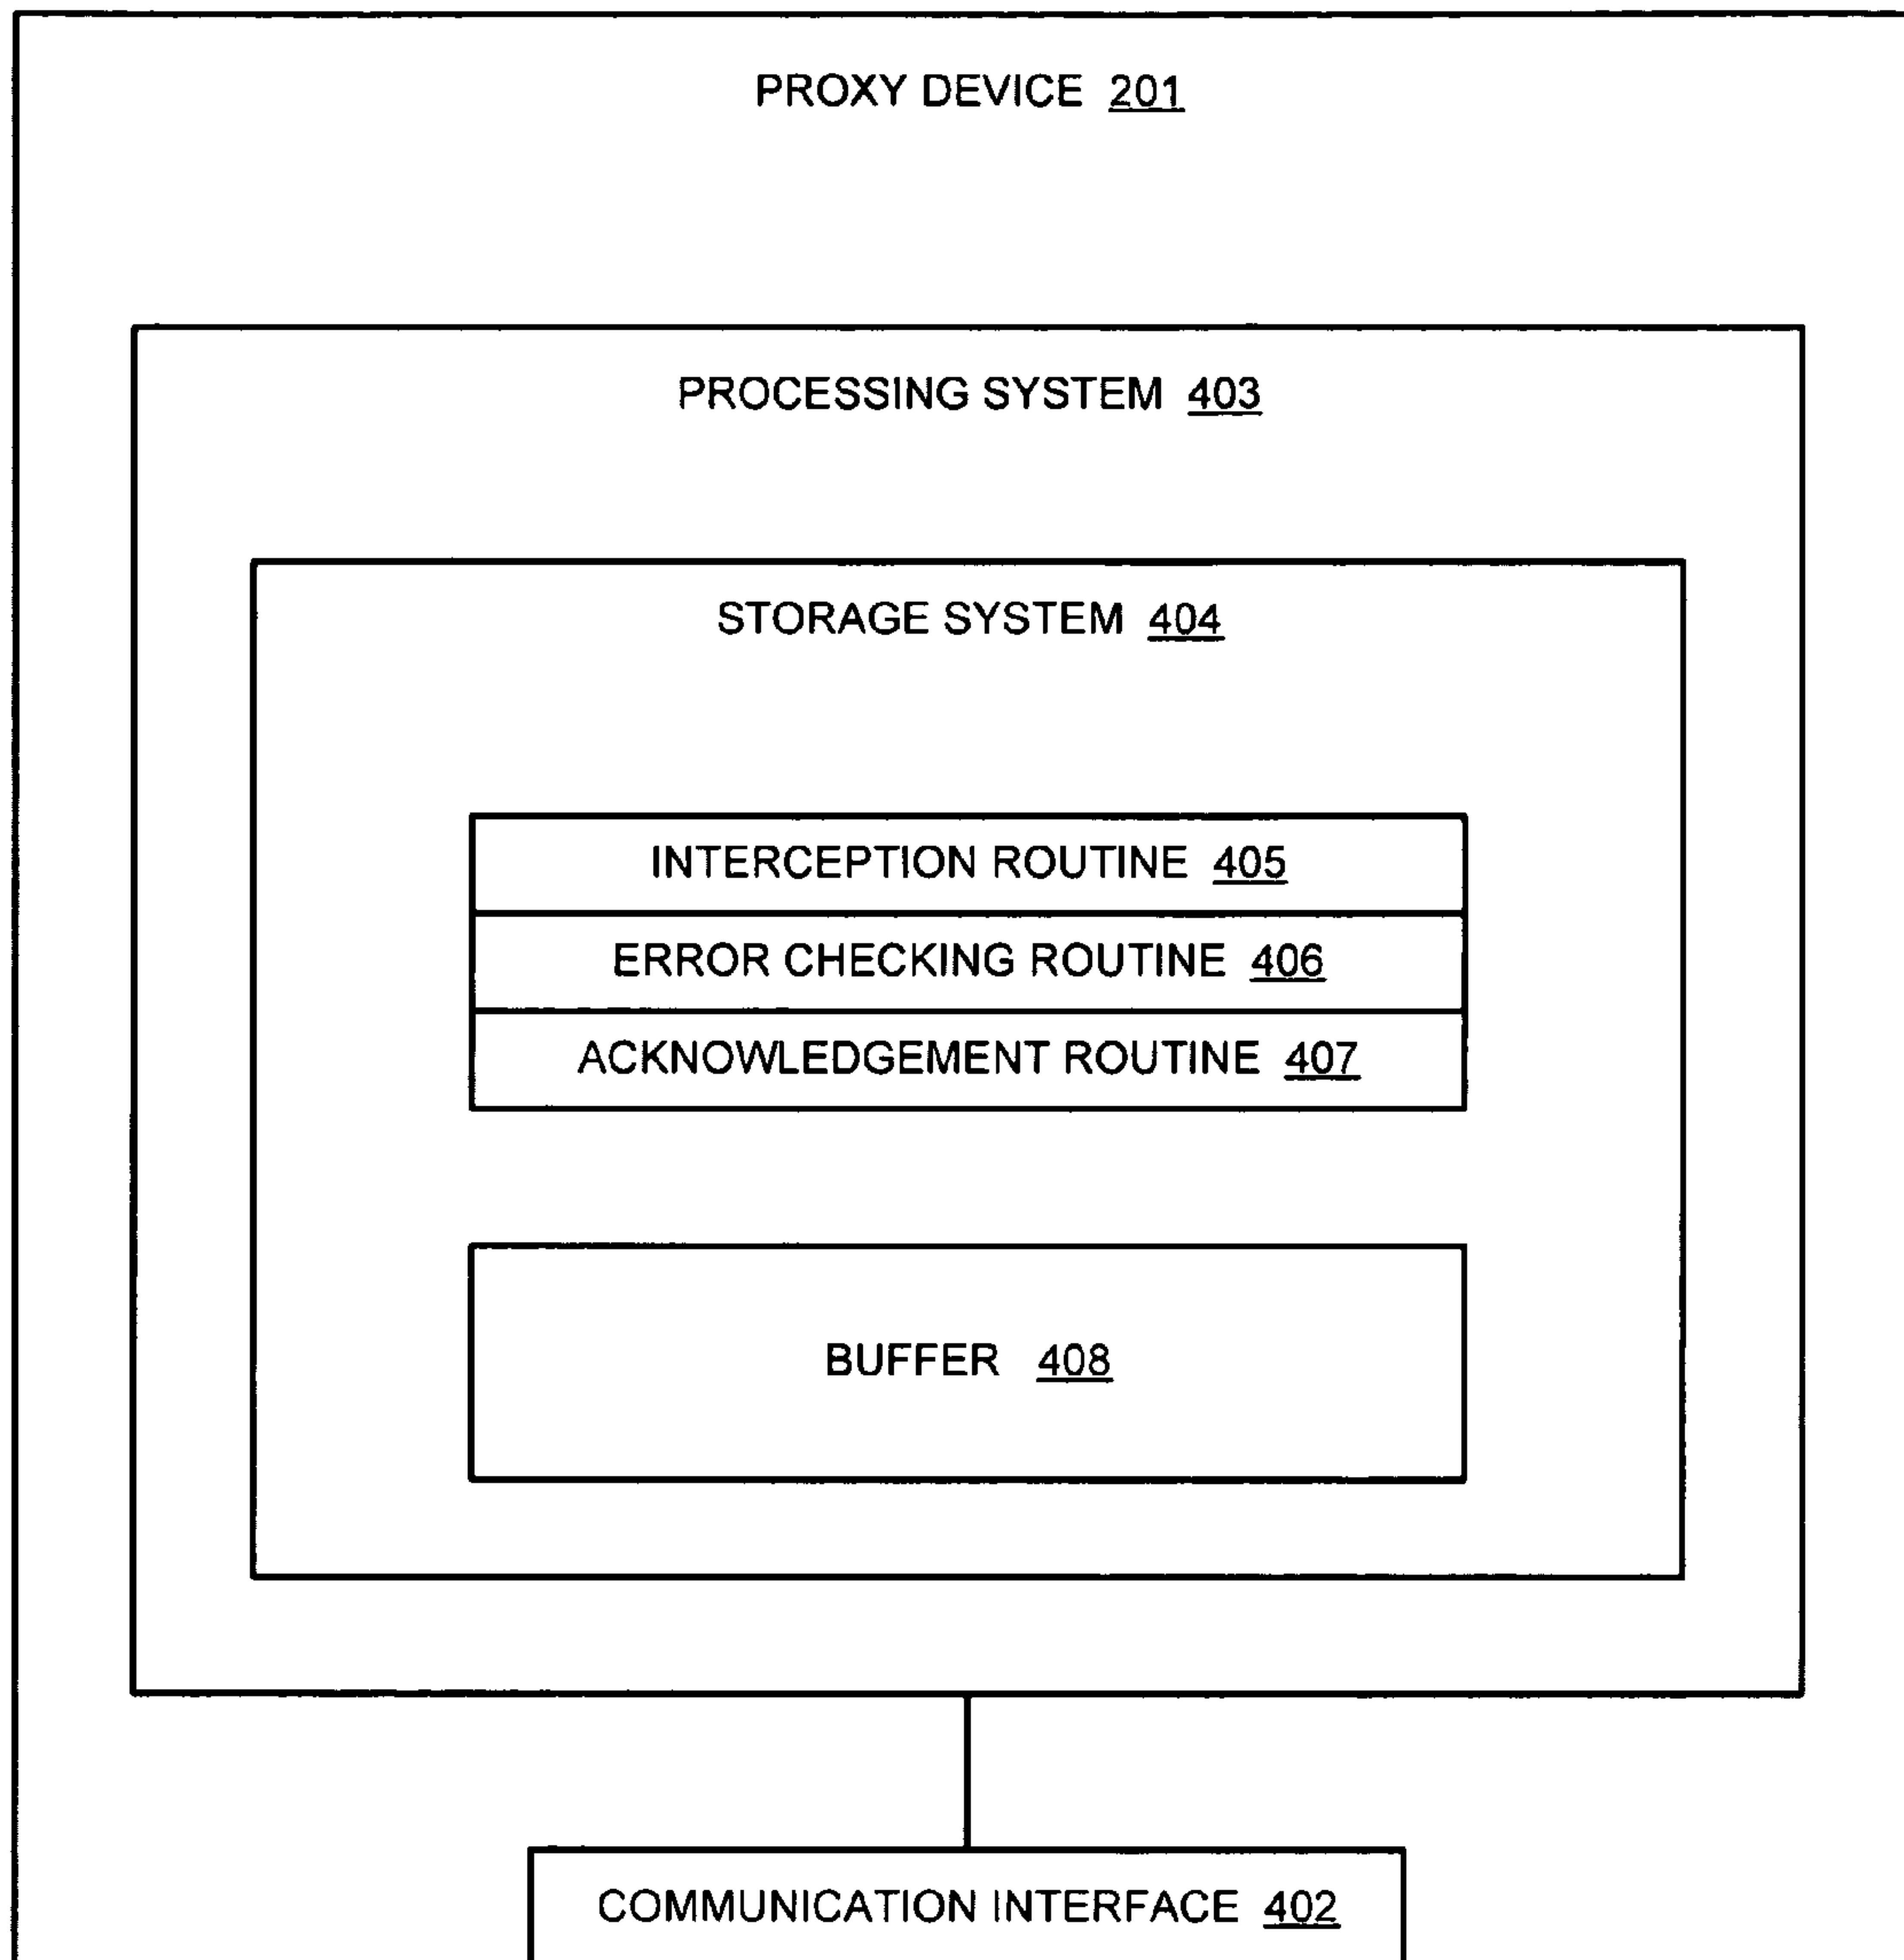 PROXY DEVICE 201
PROCESSING SYSTEM 403
STORAGE SYSTEM 404
INTERCEPTION ROUTINE 405
ERROR CHECKING ROUTINE 406
ACKNOWLEDGEMENT ROUTINE 407
BUFFER 408
COMMUNICATION INTERFACE 402